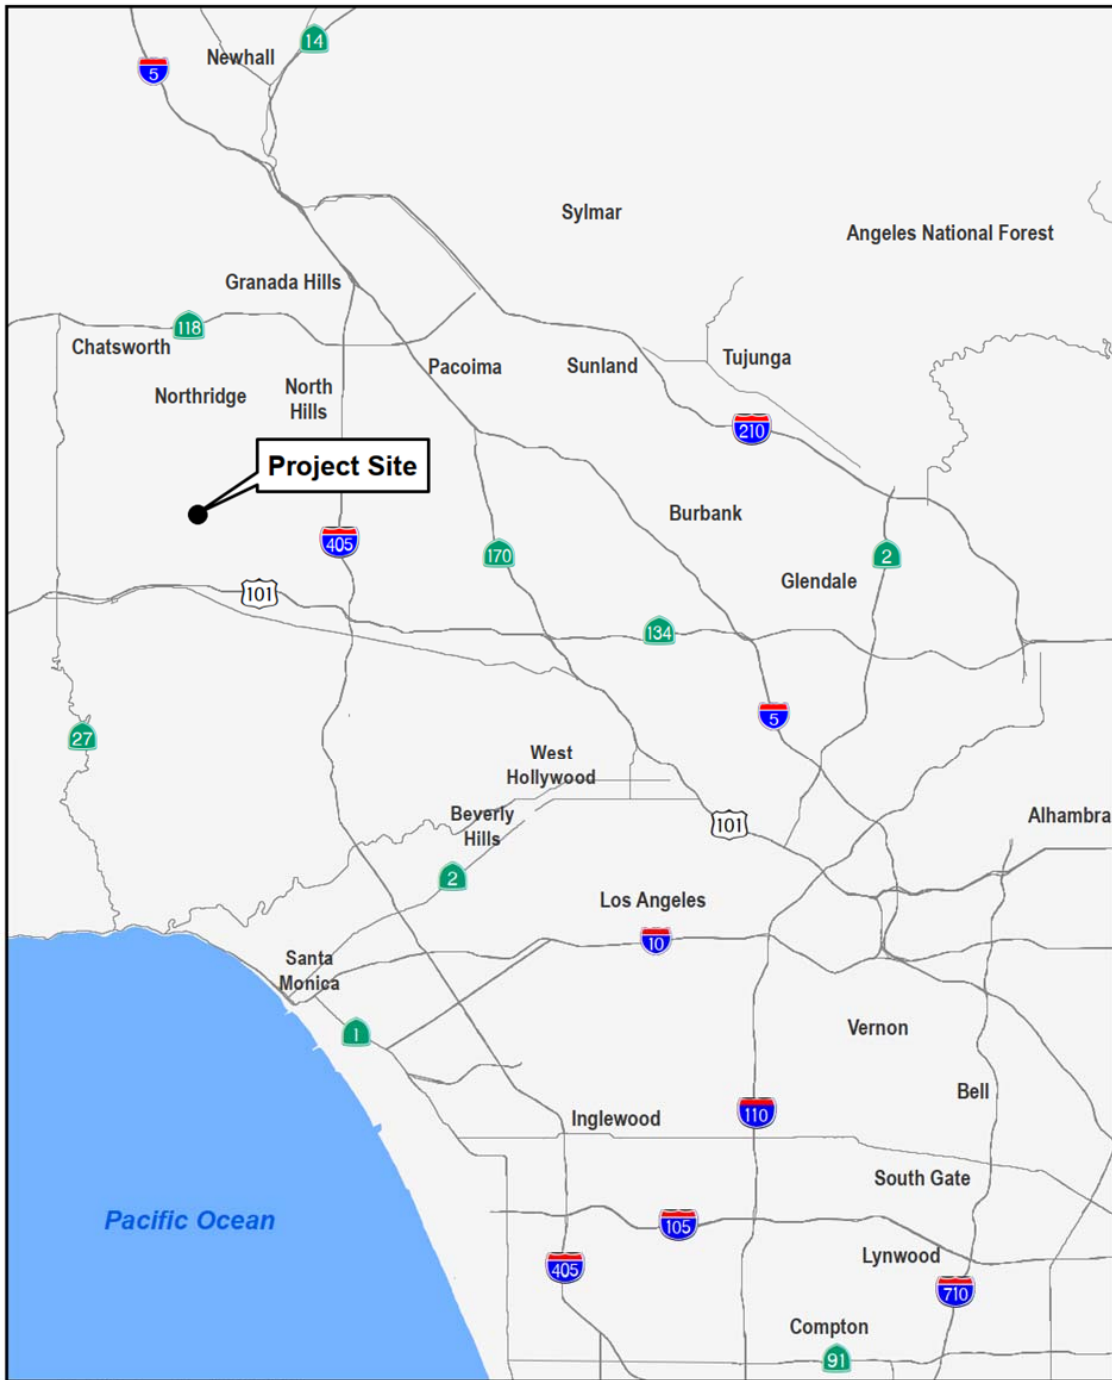 14
Newhall
5
Sylmar
Angeles National Forest
Granada Hills
118
Chatsworth
Pacoima
Sunland
Tujunga
Northridge
North
Hills
210
Project Site
Burbank
405
170
2
Glendale
101
134
5
27
West
Hollywood
Beverly
Hills
101
Alhambra
2
Los Angeles
10
Santa
Monica
1
Vernon
Bell
110
Inglewood
South Gate
Pacific Ocean
105
Lynwood
405
710
Compton
91